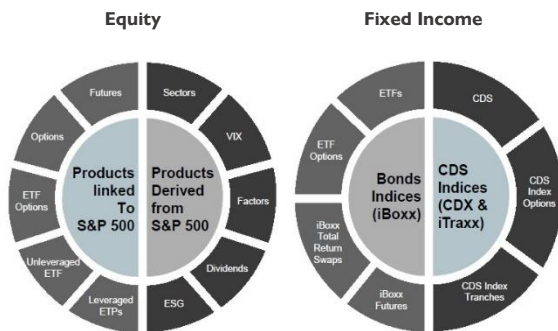 Equity
Fixed Income
Futures
Sectors
Options
VIX
ETF
Options
Factors
Unleveraged
ETF
Dividends
Leveraged
ETPs
ESG
Products
linked
To
S&P 500
Products
Derived
from
S&P 500
ETFs
CDS
ETF
Options
CDS
Index
Options
iBoxx
Total
Return
Swaps
iBoxx
Futures
CDS Index
Tranches
Bonds
Indices
(iBoxx)
CDS
Indices
(CDX &
iTraxx)